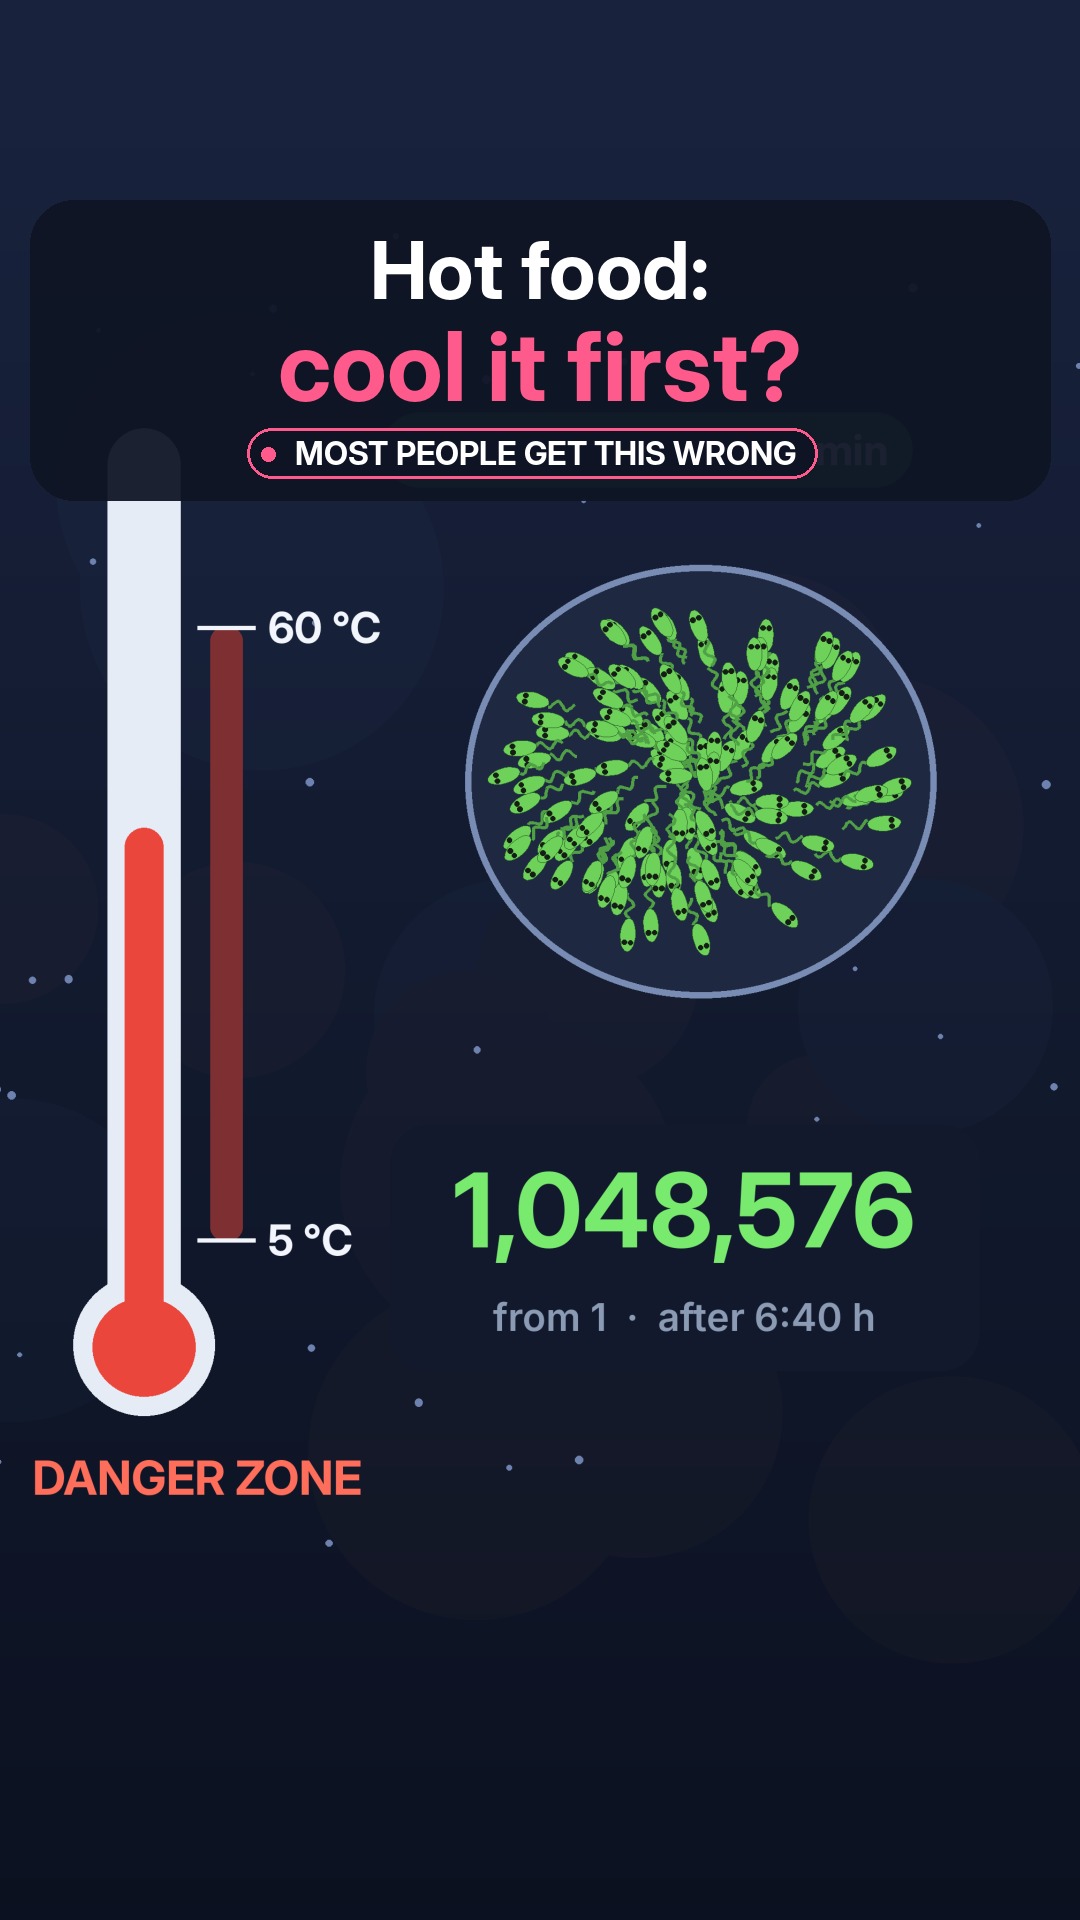 Hot food:
cool it first?
MOST PEOPLE GET THIS WRONG
min
60 °C
5 °C
1,048,576
from 1 · after 6:40 h
DANGER ZONE